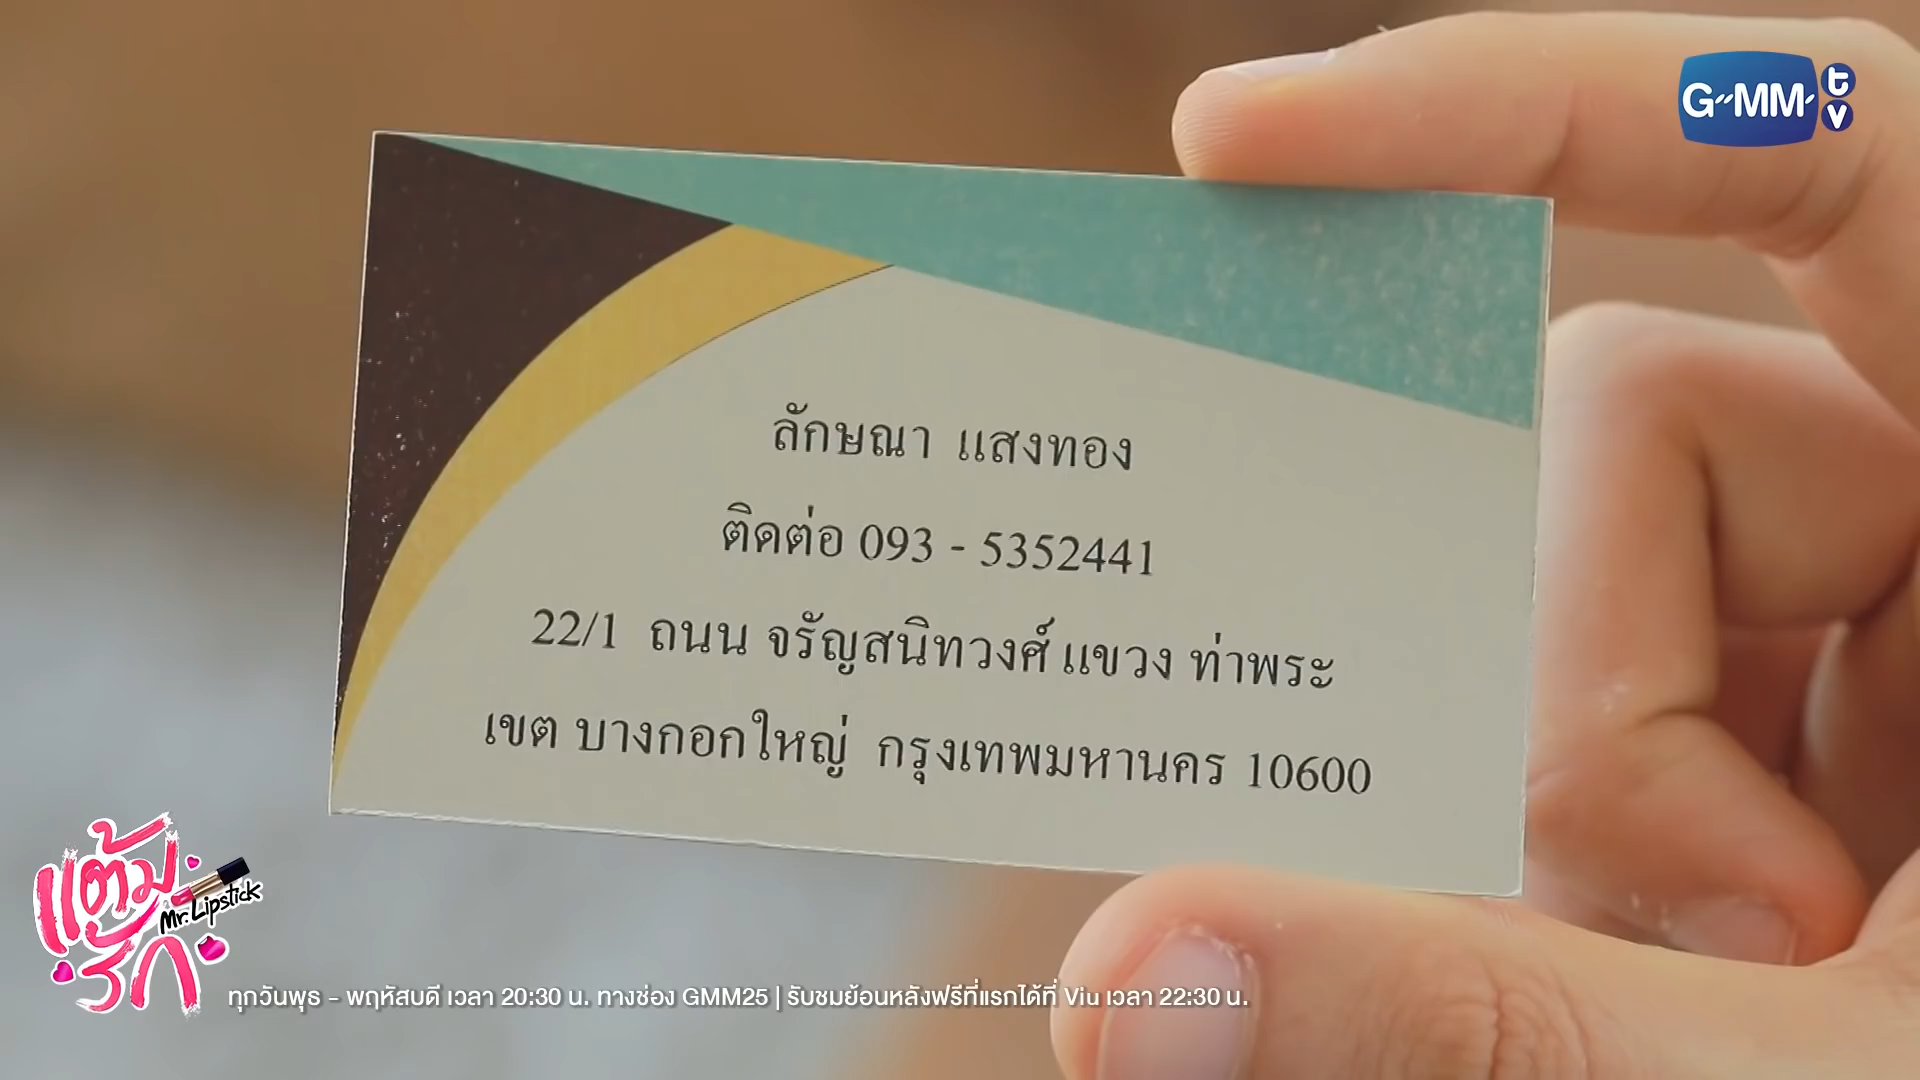 G-MM-tv
ลักษณา แสงทอง
ติดต่อ 093 - 5352441
22/1 ถนน จรัญสนิทวงศ์ แขวง ท่าพระ
เขต บางกอกใหญ่ กรุงเทพมหานคร 10600
แต้ม
Mr. Lipstick
รัก
ทุกวันพุธ - พฤหัสบดี เวลา 20:30 น. ทางช่อง GMM25 | รับชมย้อนหลังฟรีที่แรกได้ที่ Viu เวลา 22:30 น.